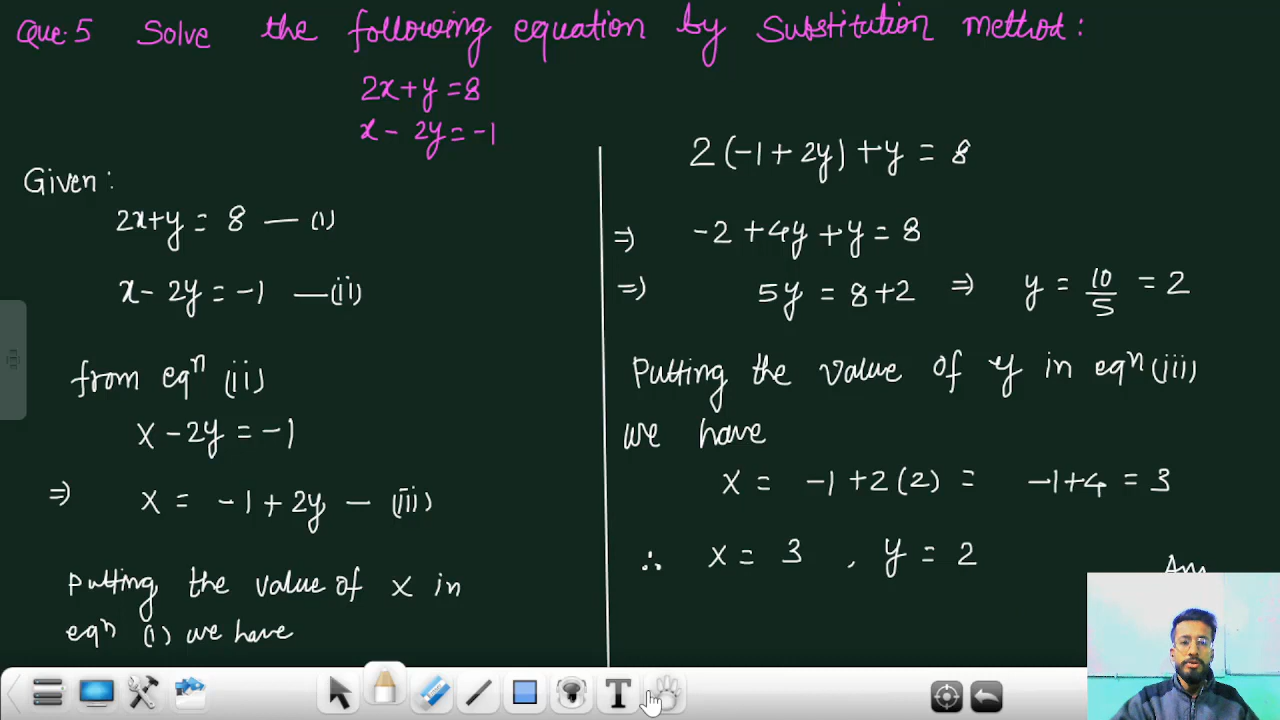 Que.5 Solve the following equation by Substitution method:
2x+y=8
x-2y=-1
Given:
2x+y = 8 — (i)
x-2y = -1 — (ii)
from eqⁿ (ii)
x-2y = -1
⇒ x = -1+2y — (iii)
Putting the value of x in
eqⁿ (i) we have
2(-1+2y)+y = 8
⇒ -2+4y+y = 8
⇒ 5y = 8+2 ⇒ y = 10/5 = 2
Putting the value of y in eqⁿ (iii)
we have
x = -1+2(2) = -1+4 = 3
∴ x = 3, y = 2
Ans
T